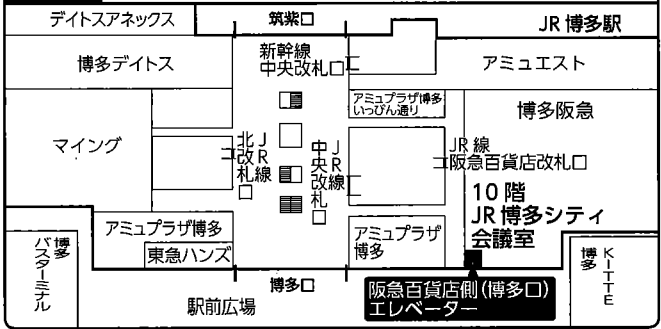 デイトスアネックス
筑紫口
JR博多駅
博多デイトス
新幹線
中央改札口
アミュエスト
アミュプラザ博多
いっぴん通り
博多阪急
マイング
JR線
北改札口
JR線
中央改札口
JR線
阪急百貨店改札口
10階
JR博多シティ
会議室
アミュプラザ博多
東急ハンズ
アミュプラザ
博多
博多
バスターミナル
博多口
駅前広場
阪急百貨店側(博多口)
エレベーター
KITTE
博多